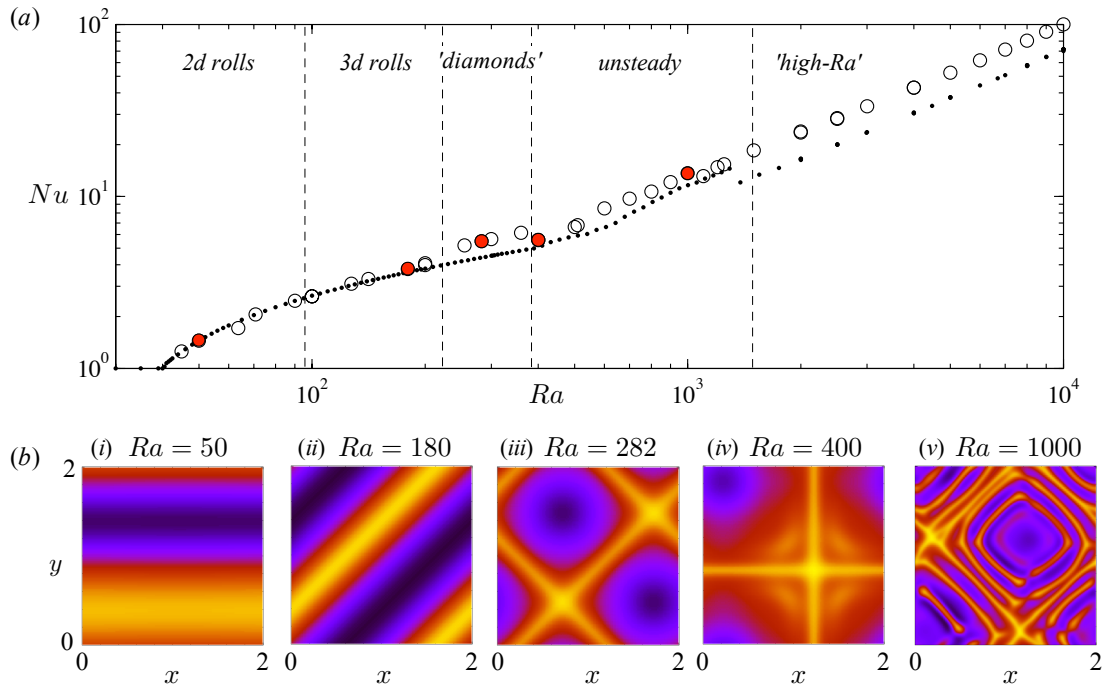 (a)
10^2
2d rolls 3d rolls 'diamonds' unsteady 'high-Ra'
Nu 10^1
10^0
10^2 Ra 10^3 10^4
(b) (i) Ra = 50 (ii) Ra = 180 (iii) Ra = 282 (iv) Ra = 400 (v) Ra = 1000
2
y
0
0 2 0 2 0 2 0 2 0 2
x x x x x